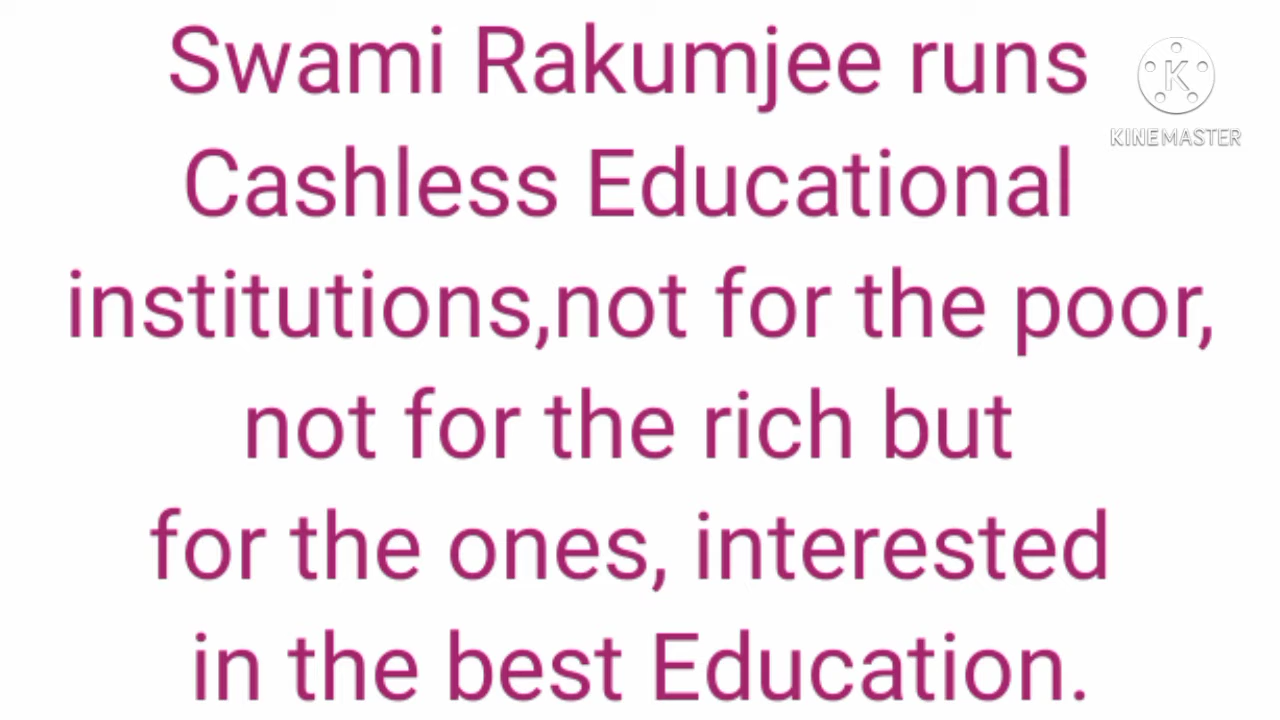 Swami Rakumjee runs
Cashless Educational
institutions,not for the poor,
not for the rich but
for the ones, interested
in the best Education.
K
KINEMASTER